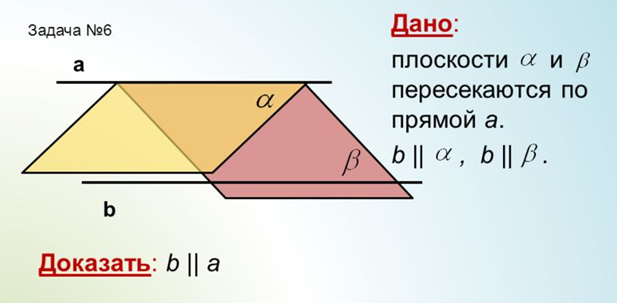 Задача №6
a
α
β
b
Дано:
плоскости α и β
пересекаются по
прямой a.
b || α , b || β .
Доказать: b || a